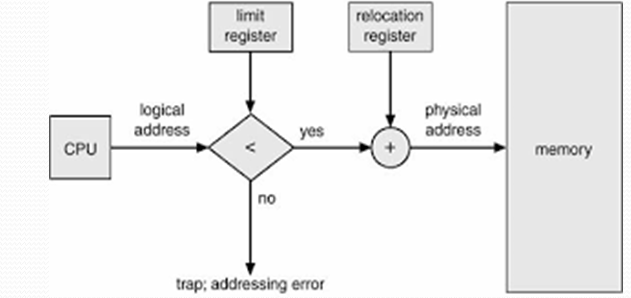 limit
register
relocation
register
logical
address
physical
address
CPU
<
yes
+
memory
no
trap; addressing error